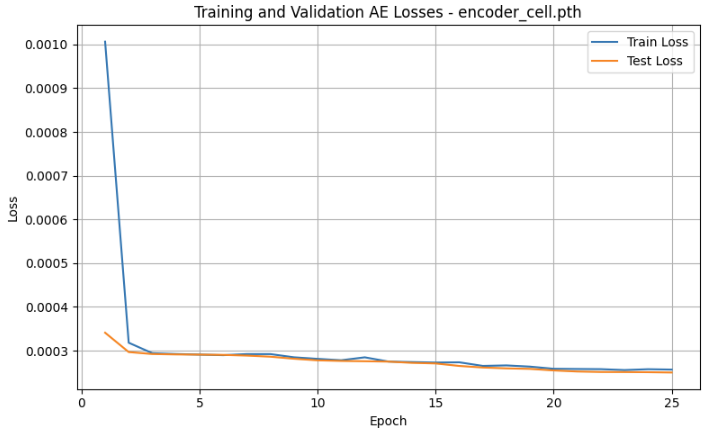 Training and Validation AE Losses - encoder_cell.pth
Train Loss
Test Loss
Loss
0.0010
0.0009
0.0008
0.0007
0.0006
0.0005
0.0004
0.0003
0 5 10 15 20 25
Epoch